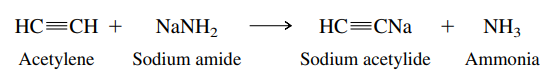 HC≡CH + NaNH₂ ⟶ HC≡CNa + NH₃
Acetylene Sodium amide Sodium acetylide Ammonia